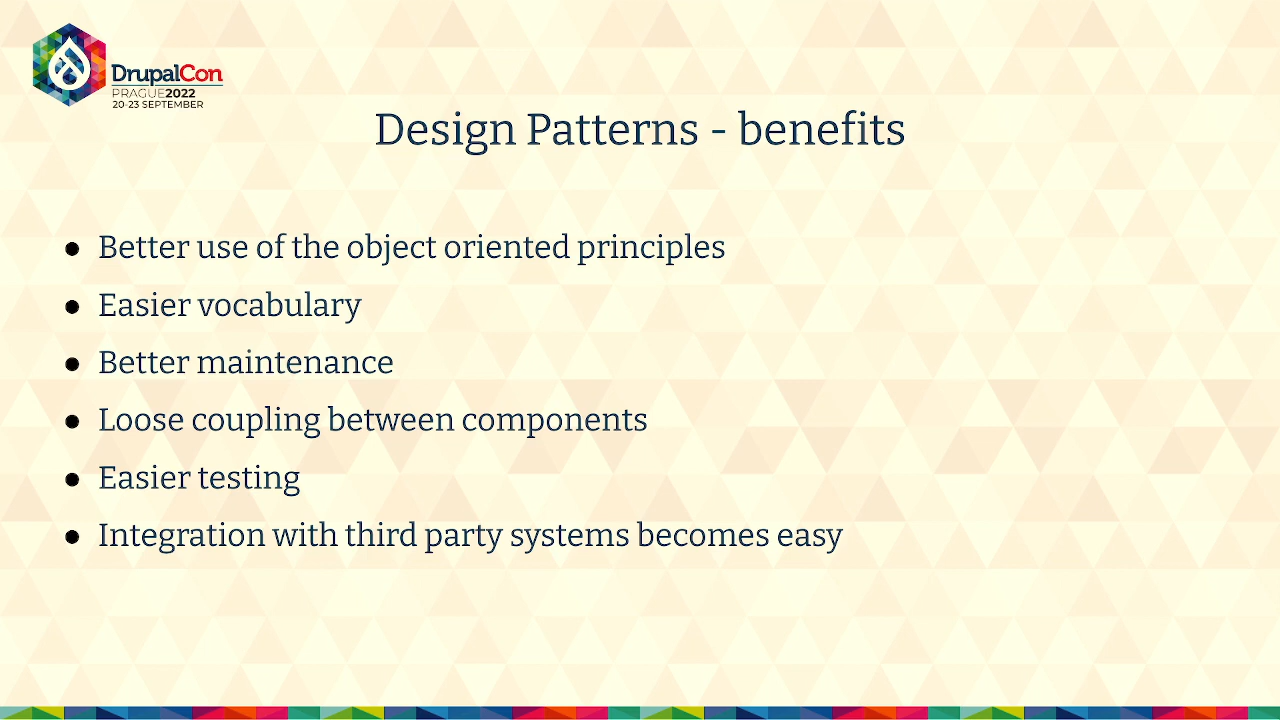 DrupalCon
PRAGUE2022
20-23 SEPTEMBER
Design Patterns - benefits
● Better use of the object oriented principles
● Easier vocabulary
● Better maintenance
● Loose coupling between components
● Easier testing
● Integration with third party systems becomes easy